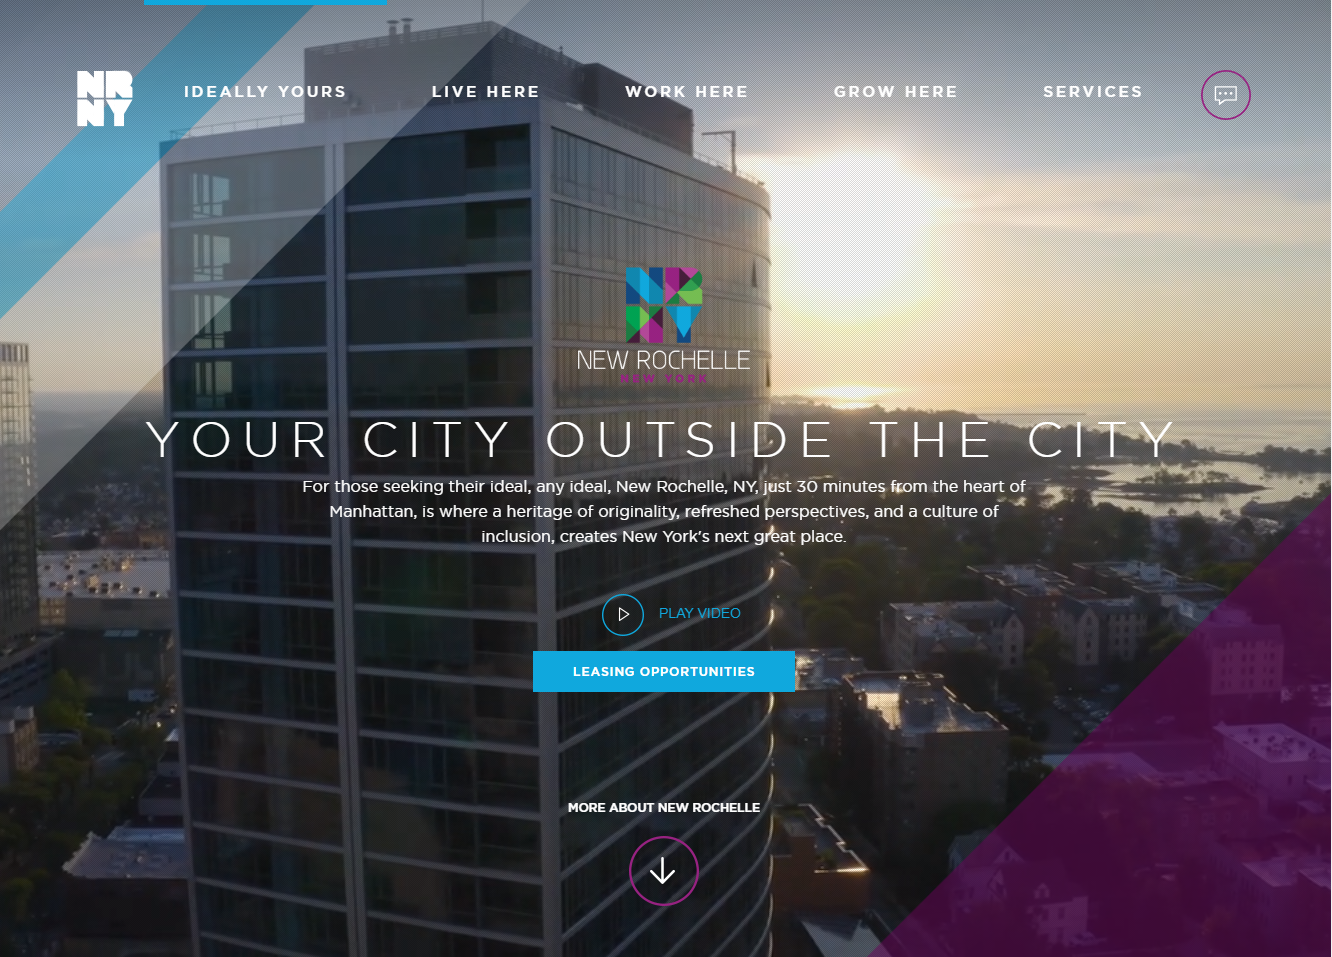 NR
NY
IDEALLY YOURS
LIVE HERE
WORK HERE
GROW HERE
SERVICES
NR
NY
NEW ROCHELLE
NEW YORK
YOUR CITY OUTSIDE THE CITY
For those seeking their ideal, any ideal, New Rochelle, NY, just 30 minutes from the heart of
Manhattan, is where a heritage of originality, refreshed perspectives, and a culture of
inclusion, creates New York's next great place.
PLAY VIDEO
LEASING OPPORTUNITIES
MORE ABOUT NEW ROCHELLE